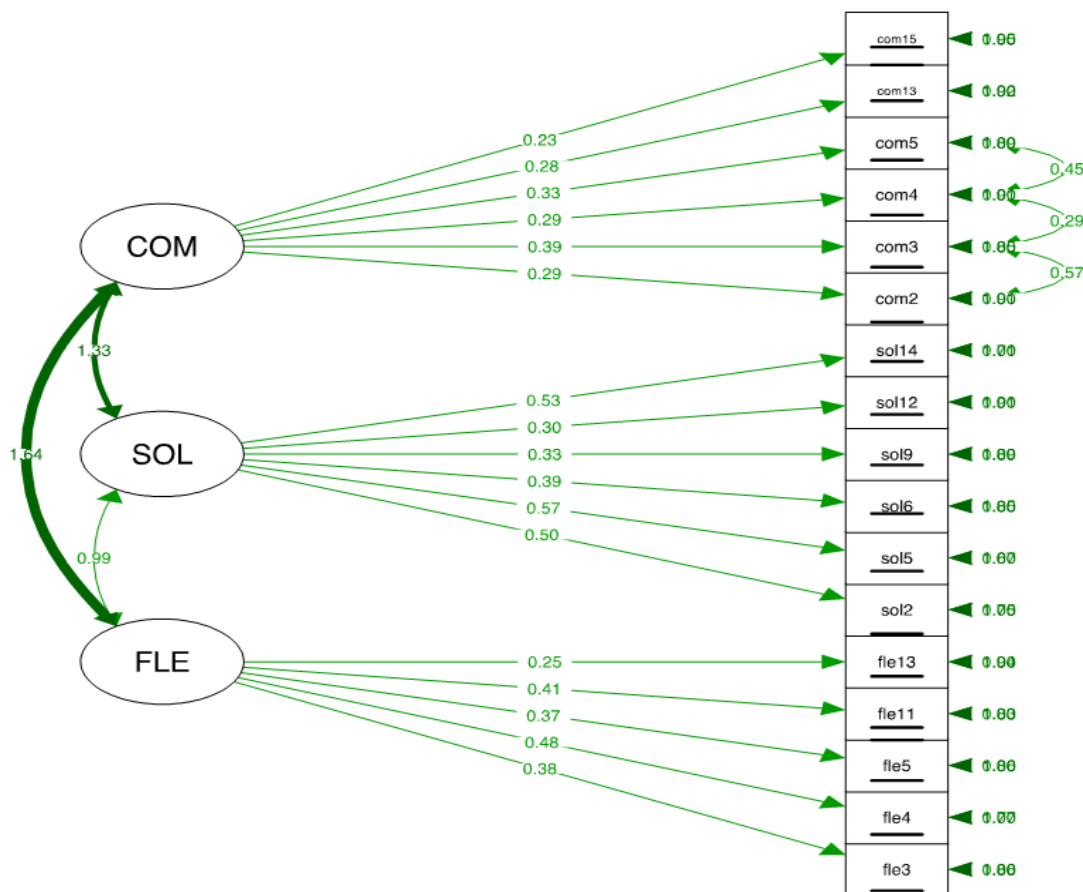 com15
com13
0.23 com5
0.28 0.45
0.33 com4
0.29 0.29
COM 0.39 com3
0.29 0.57
com2
1.33 sol14
0.53 sol12
0.30
1.64 SOL 0.33 sol9
0.39
0.57 sol6
0.50
0.99 sol5
sol2
FLE 0.25 fle13
0.41
0.37 fle11
0.48
fle5
0.38
fle4
fle3